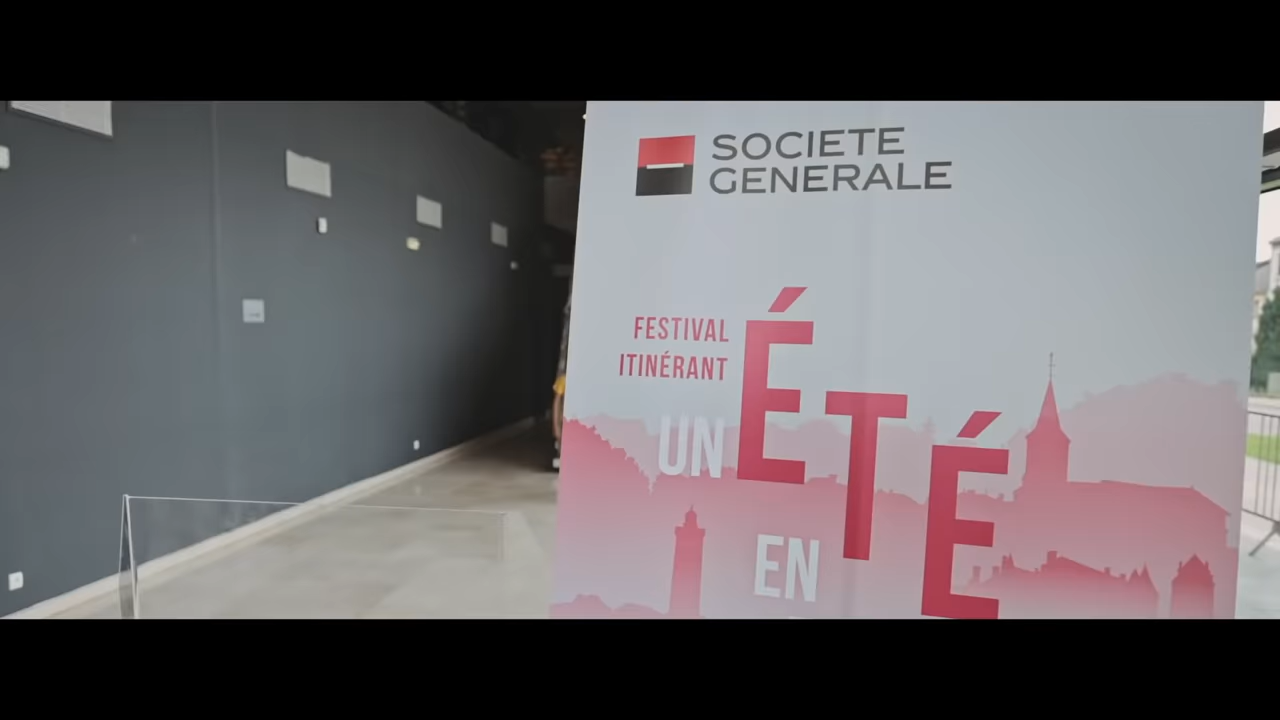 SOCIETE
GENERALE
FESTIVAL
ITINÉRANT
UN ÉTÉ
EN